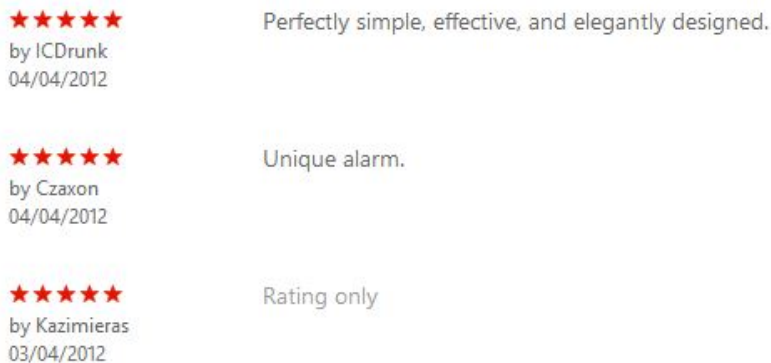 Perfectly simple, effective, and elegantly designed.
by ICDrunk
04/04/2012
Unique alarm.
by Czaxon
04/04/2012
Rating only
by Kazimieras
03/04/2012